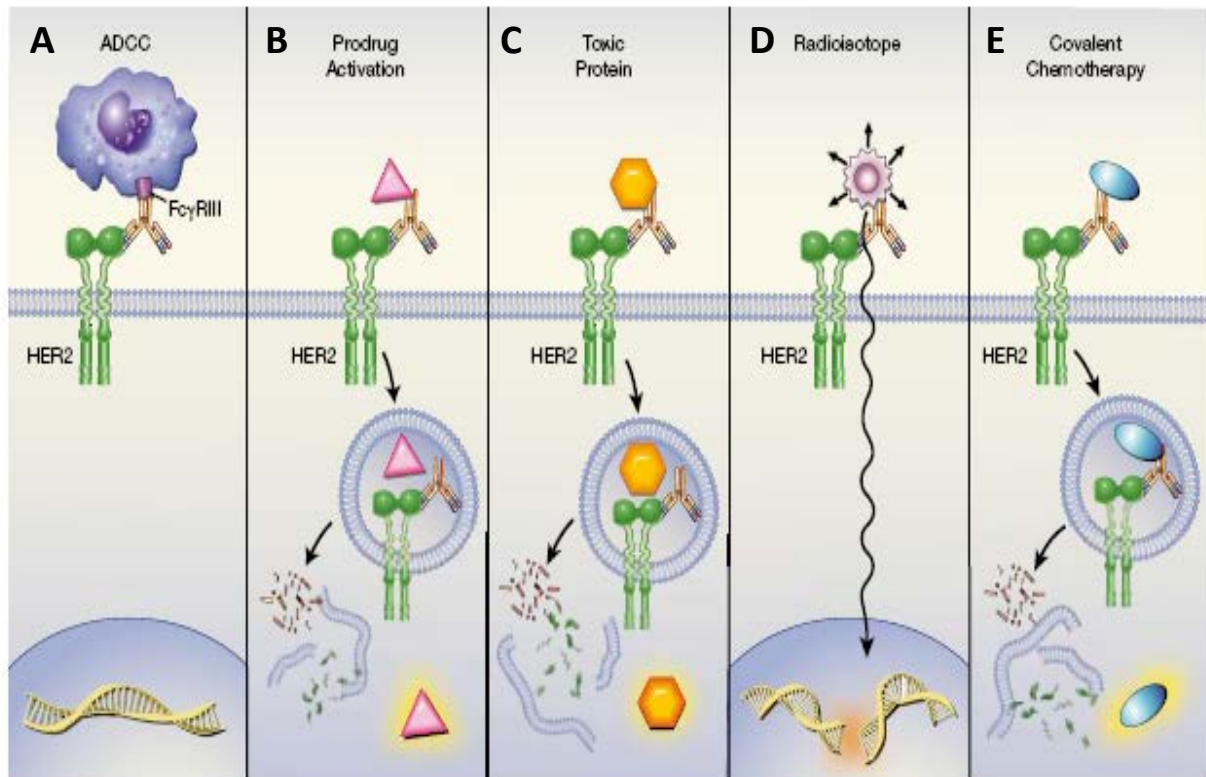 A
ADCC
FcγRIII
HER2
B
Prodrug
Activation
HER2
C
Toxic
Protein
HER2
D
Radioisotope
HER2
E
Covalent
Chemotherapy
HER2